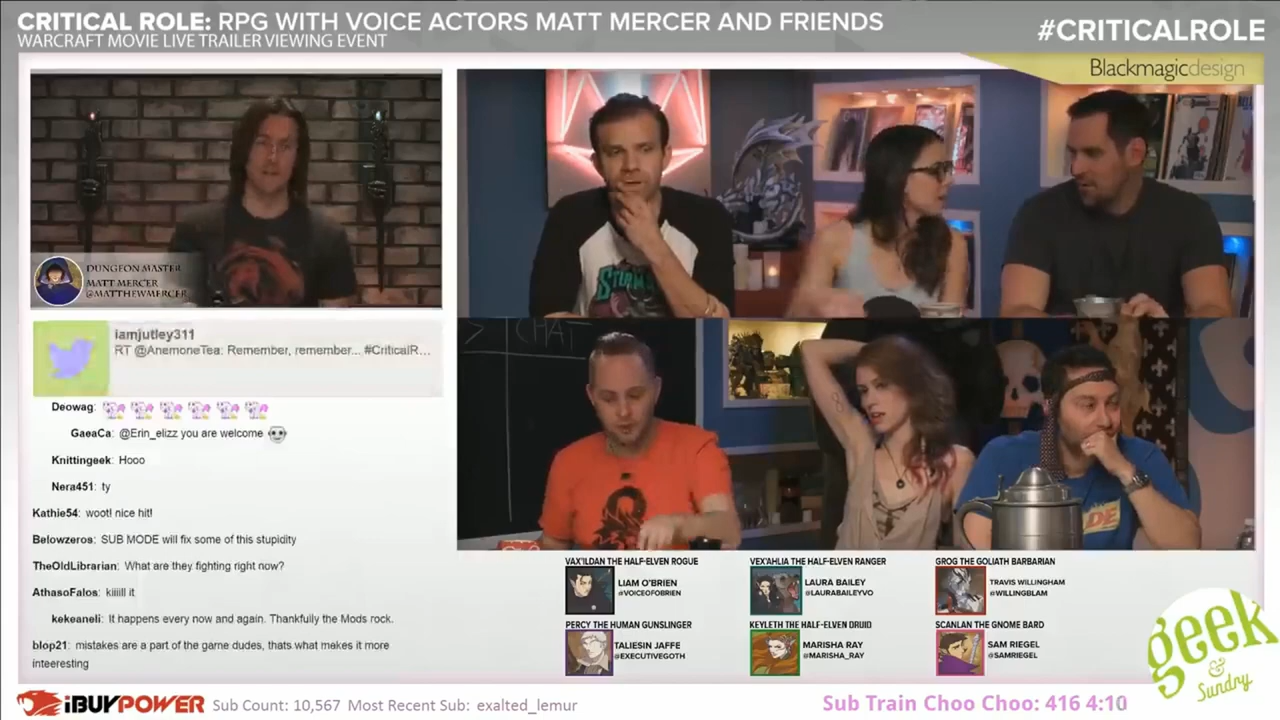 CRITICAL ROLE: RPG WITH VOICE ACTORS MATT MERCER AND FRIENDS
WARCRAFT MOVIE LIVE TRAILER VIEWING EVENT
#CRITICALROLE
Blackmagicdesign
DUNGEON MASTER
MATT MERCER
@MATTHEWMERCER
iamjutley311
RT @AnemoneTea: Remember, remember... #CriticalR...
Deowag:
GaeaCa: @Erin_elizz you are welcome
Knittingeek: Hooo
Nera451: ty
Kathie54: woot! nice hit!
Belowzeros: SUB MODE will fix some of this stupidity
TheOldLibrarian: What are they fighting right now?
AthasoFalos: kiiiill it
kekeaneli: It happens every now and again. Thankfully the Mods rock.
blop21: mistakes are a part of the game dudes, thats what makes it more
inteeresting
CHAT
VAX'ILDAN THE HALF-ELVEN ROGUE
LIAM O'BRIEN
@VOICEOFOBRIEN
VEX'AHLIA THE HALF-ELVEN RANGER
LAURA BAILEY
@LAURABAILEYVO
GROG THE GOLIATH BARBARIAN
TRAVIS WILLINGHAM
@WILLINGBLAM
PERCY THE HUMAN GUNSLINGER
TALIESIN JAFFE
@EXECUTIVEGOTH
KEYLETH THE HALF-ELVEN DRUID
MARISHA RAY
@MARISHA_RAY
SCANLAN THE GNOME BARD
SAM RIEGEL
@SAMRIEGEL
geek
&
Sundry
iBUYPOWER
Sub Count: 10,567 Most Recent Sub: exalted_lemur
Sub Train Choo Choo: 416 4:10